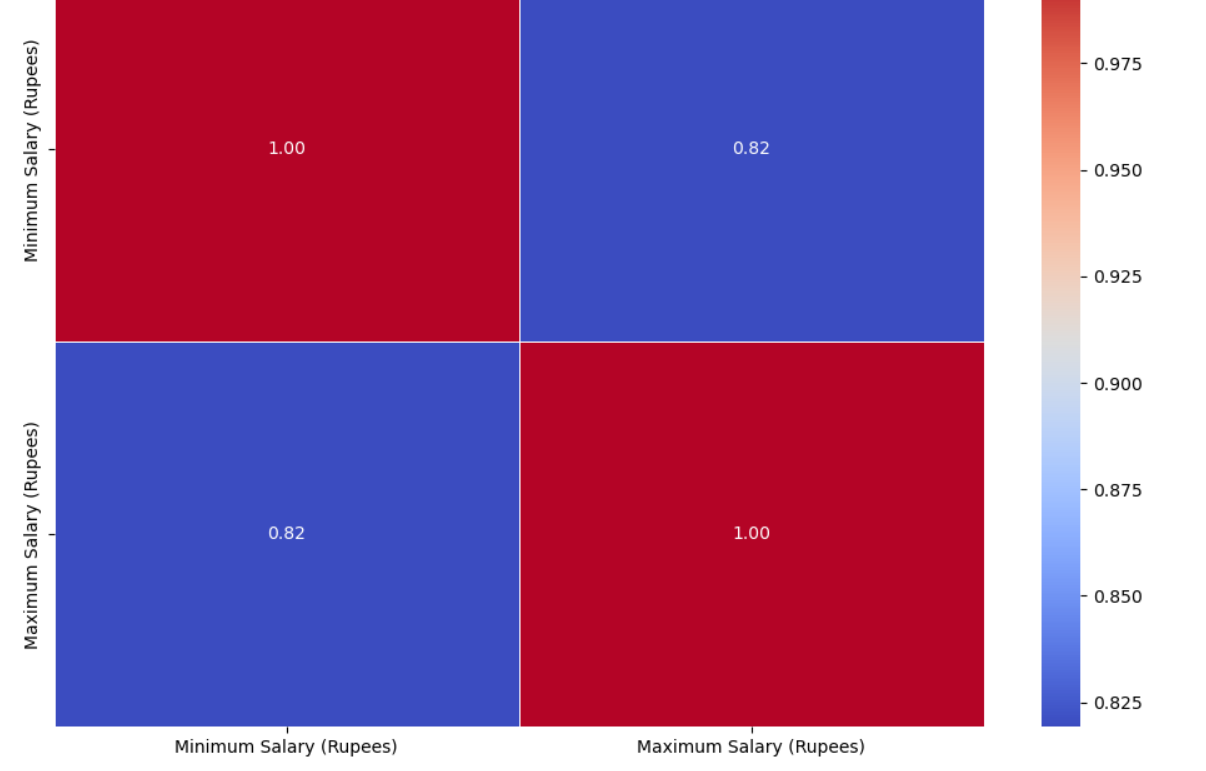 Minimum Salary (Rupees)
1.00
0.82
Maximum Salary (Rupees)
0.82
1.00
Minimum Salary (Rupees)
Maximum Salary (Rupees)
0.975
0.950
0.925
0.900
0.875
0.850
0.825